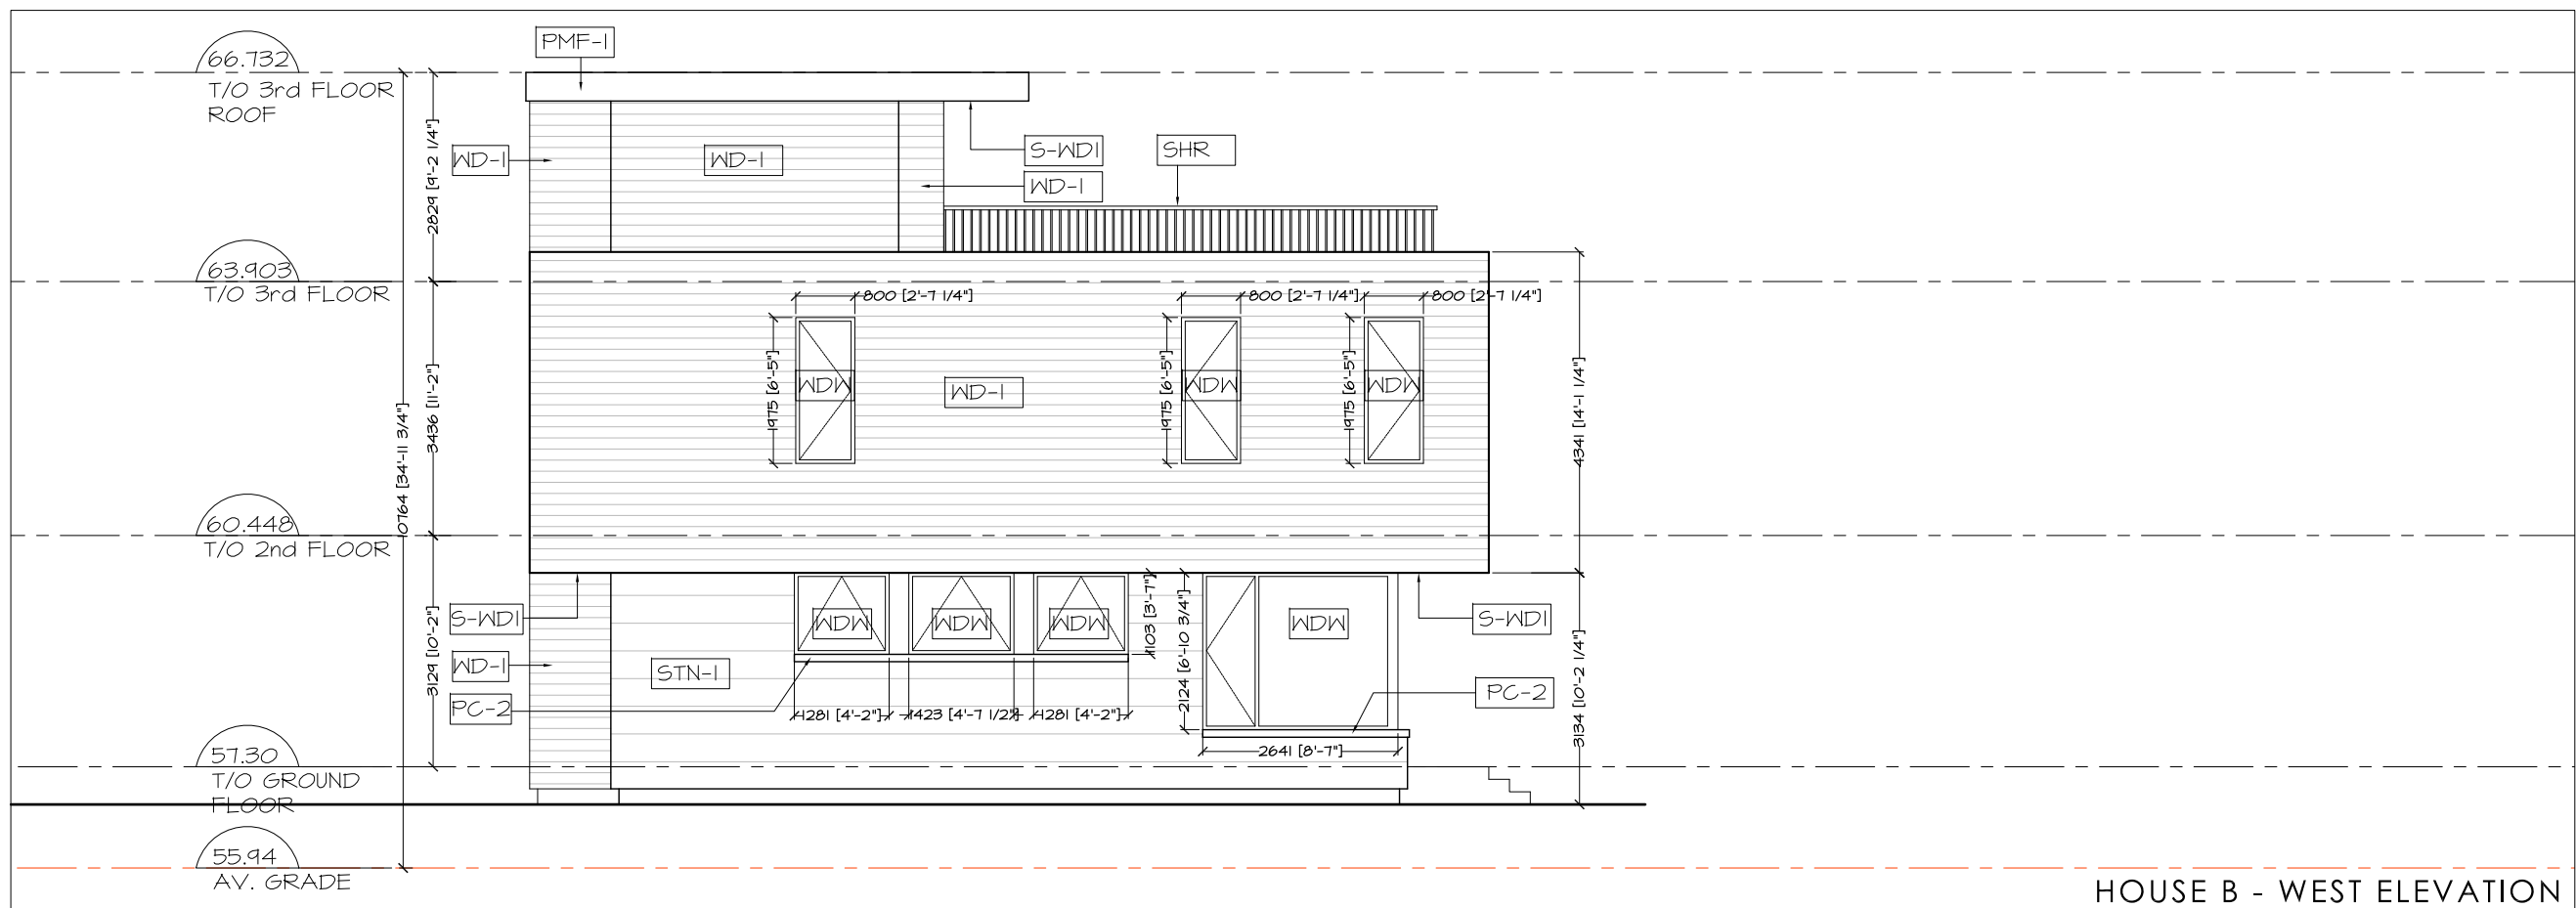 PMF-1
66.732
T/O 3rd FLOOR
ROOF
2829 [9'-2 1/4"]
WD-1
WD-1
S-WD1
WD-1
SHR
63.903
T/O 3rd FLOOR
800 [2'-7 1/4"]
800 [2'-7 1/4"]
800 [2'-7 1/4"]
1975 [6'-5"]
WDW
WD-1
1975 [6'-5"]
WDW
1975 [6'-5"]
WDW
3436 [11'-2"]
10764 [34'-11 3/4"]
4341 [14'-1 1/4"]
60.448
T/O 2nd FLOOR
S-WD1
WDW
WDW
WDW
1103 [3'-7"]
2124 [6'-10 3/4"]
WDW
S-WD1
3129 [10'-2"]
WD-1
STN-1
PC-2
PC-2
1281 [4'-2"]
1423 [4'-7 1/2"]
1281 [4'-2"]
3134 [10'-2 1/4"]
2641 [8'-7"]
57.30
T/O GROUND
FLOOR
55.94
AV. GRADE
HOUSE B - WEST ELEVATION